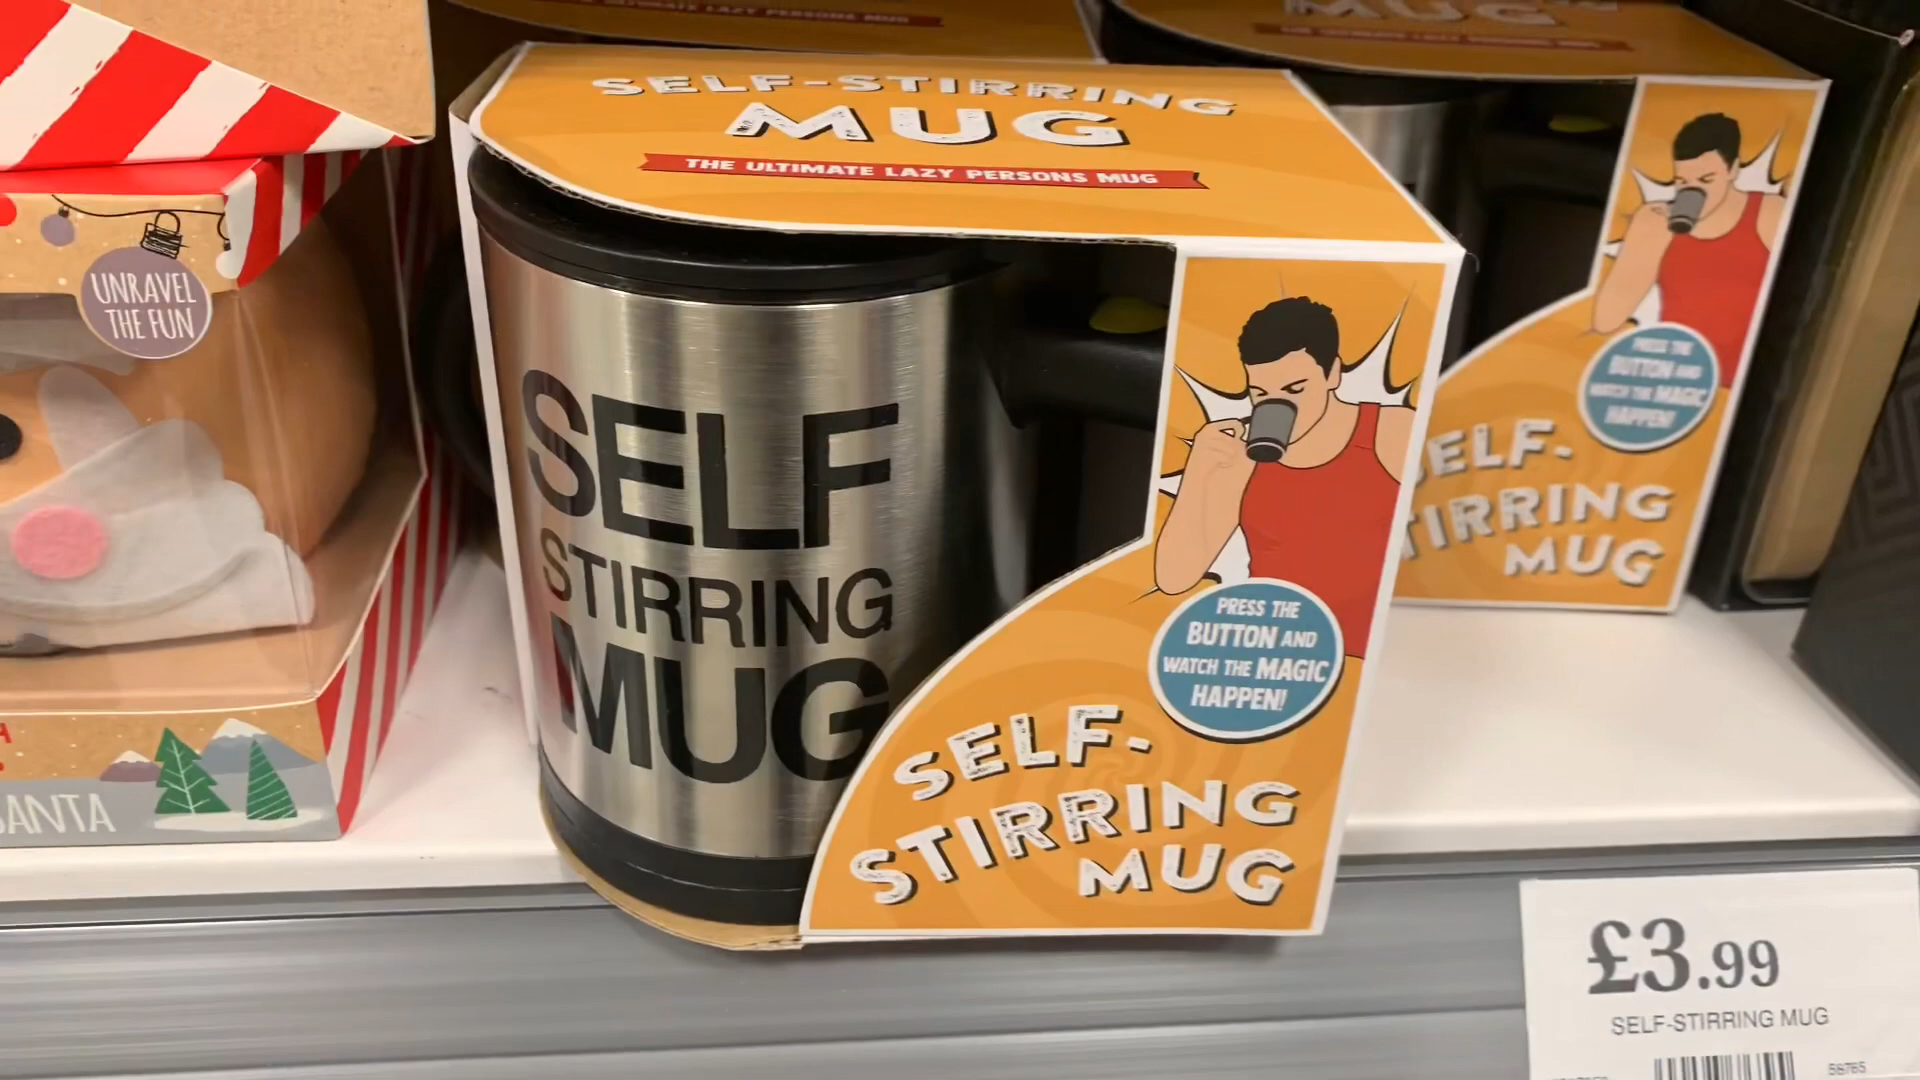 SELF-STIRRING
MUG
THE ULTIMATE LAZY PERSONS MUG
SELF
STIRRING
MUG
PRESS THE
BUTTON AND
WATCH THE MAGIC
HAPPEN!
SELF-
STIRRING
MUG
MUG
PRESS THE
BUTTON AND
WATCH THE MAGIC
HAPPEN!
SELF-
STIRRING
MUG
UNRAVEL
THE FUN
SANTA
£3.99
SELF-STIRRING MUG
56765